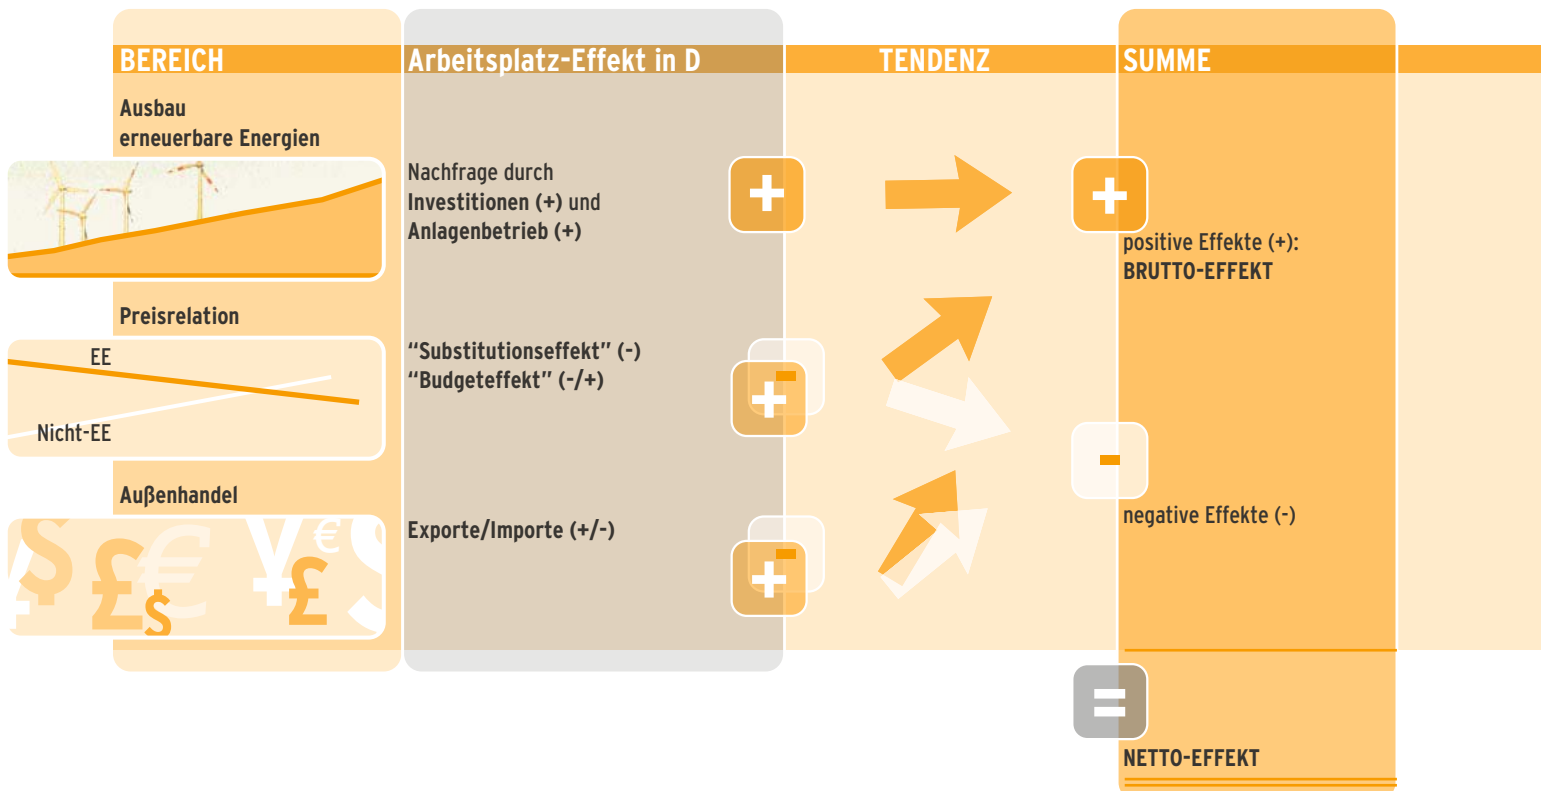 BEREICH
Arbeitsplatz-Effekt in D
TENDENZ
SUMME
Ausbau
erneuerbare Energien
Nachfrage durch
Investitionen (+) und
Anlagenbetrieb (+)
+
+
positive Effekte (+):
BRUTTO-EFFEKT
Preisrelation
EE
Nicht-EE
“Substitutionseffekt” (-)
“Budgeteffekt” (-/+)
+ -
-
negative Effekte (-)
Außenhandel
$ £ € $ ¥ € £ $
Exporte/Importe (+/-)
+ -
=
NETTO-EFFEKT